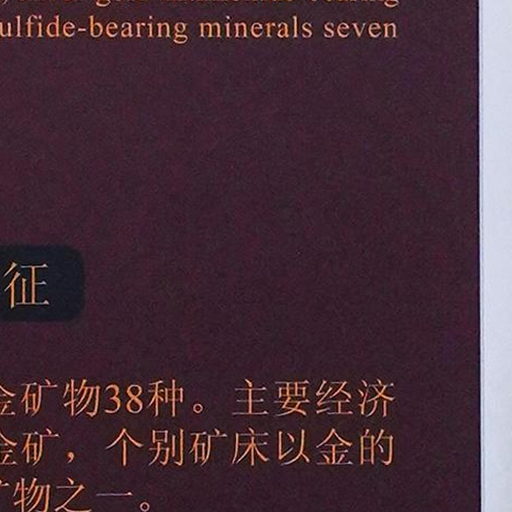 ulfide-bearing minerals seven
征
金矿物38种。主要经济
金矿，个别矿床以金的
矿物之一。